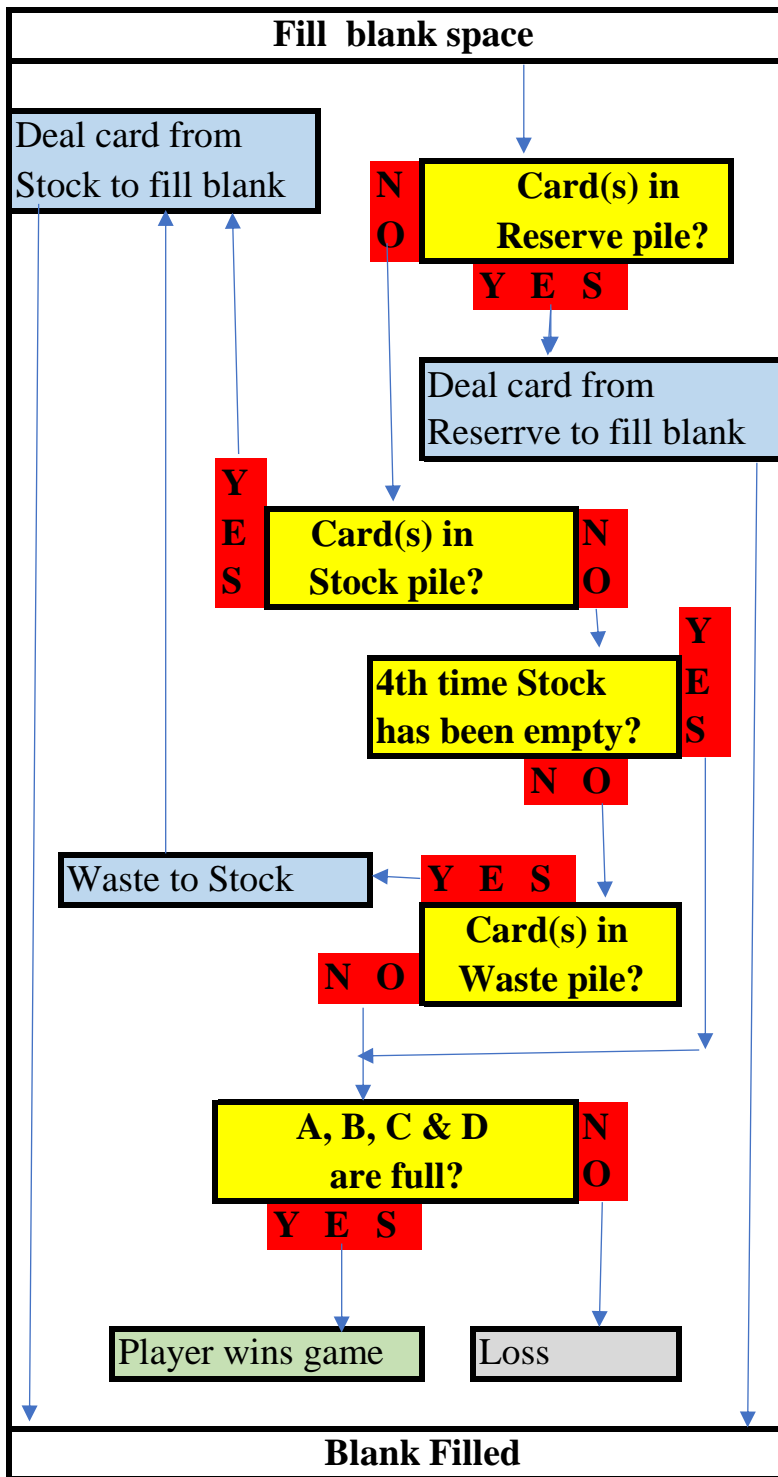 Fill blank space
Deal card from
Stock to fill blank
N
O
Card(s) in
Reserve pile?
Y E S
Deal card from
Reserrve to fill blank
Y
E
S
Card(s) in
Stock pile?
N
O
4th time Stock
has been empty?
Y
E
S
N O
Waste to Stock
Y E S
Card(s) in
Waste pile?
N O
A, B, C & D
are full?
N
O
Y E S
Player wins game
Loss
Blank Filled